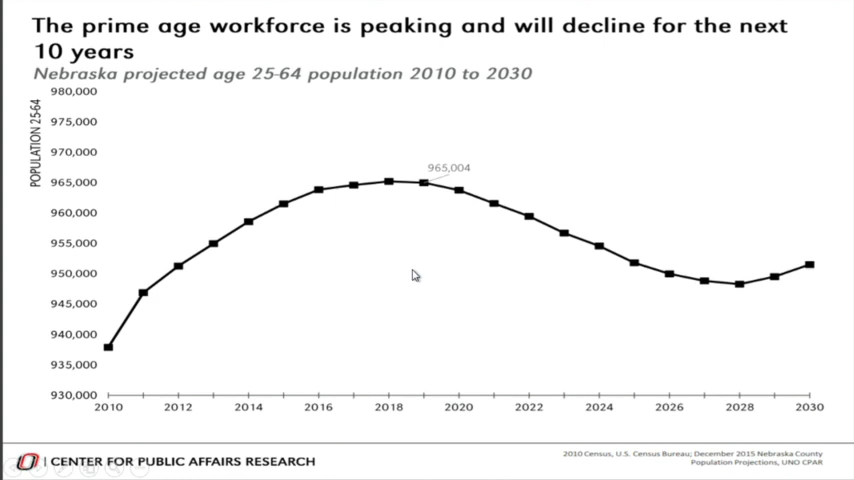 The prime age workforce is peaking and will decline for the next
10 years
Nebraska projected age 25-64 population 2010 to 2030
POPULATION 25-64
980,000
975,000
970,000
965,000
960,000
955,000
950,000
945,000
940,000
935,000
930,000
965,004
2010 2012 2014 2016 2018 2020 2022 2024 2026 2028 2030
O | CENTER FOR PUBLIC AFFAIRS RESEARCH
2010 Census, U.S. Census Bureau; December 2015 Nebraska County
Population Projections, UNO CPAR